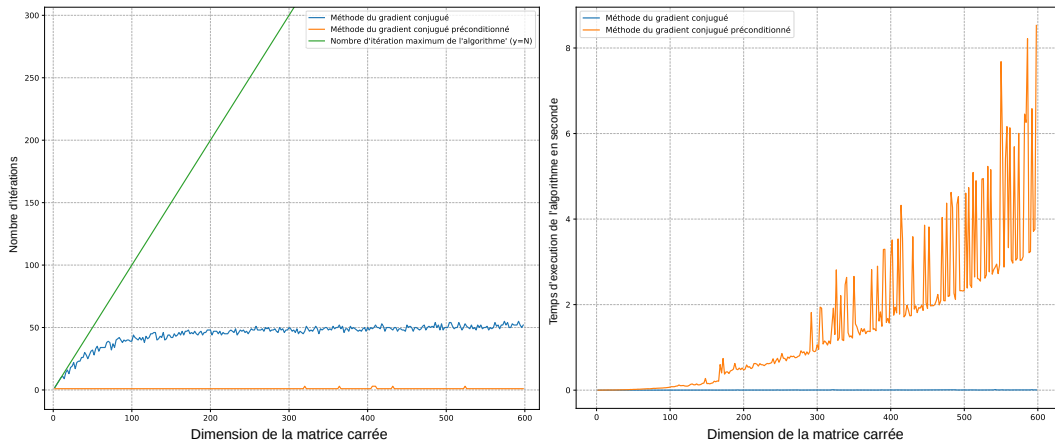 300
250
200
150
100
50
0
Nombre d'itérations
Méthode du gradient conjugué
Méthode du gradient conjugué préconditionné
Nombre d'itération maximum de l'algorithme' (y=N)
0
100
200
300
400
500
600
Dimension de la matrice carrée
8
6
4
2
0
Temps d'execution de l'algorithme en seconde
Méthode du gradient conjugué
Méthode du gradient conjugué préconditionné
0
100
200
300
400
500
600
Dimension de la matrice carrée